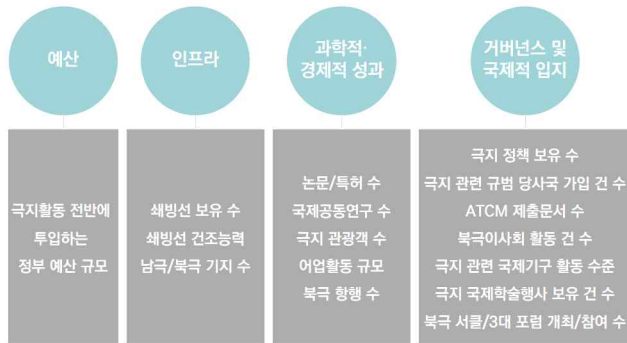 예산
인프라
과학적·
경제적 성과
거버넌스 및
국제적 입지
극지활동 전반에
투입하는
정부 예산 규모
쇄빙선 보유 수
쇄빙선 건조능력
남극/북극 기지 수
논문/특허 수
국제공동연구 수
극지 관광객 수
어업활동 규모
북극 항행 수
극지 정책 보유 수
극지 관련 규범 당사국 가입 건 수
ATCM 제출문서 수
북극이사회 활동 건 수
극지 관련 국제기구 활동 수준
극지 국제학술행사 보유 건 수
북극 서클/3대 포럼 개최/참여 수